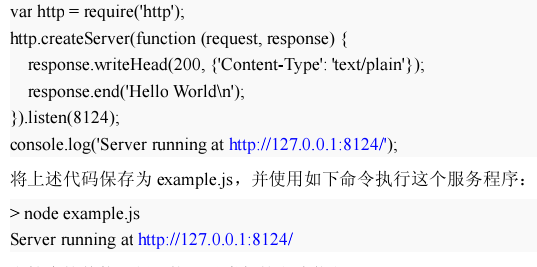 var http = require('http');
http.createServer(function (request, response) {
response.writeHead(200, {'Content-Type': 'text/plain'});
response.end('Hello World\n');
}).listen(8124);
console.log('Server running at http://127.0.0.1:8124/');
将上述代码保存为 example.js，并使用如下命令执行这个服务程序：
> node example.js
Server running at http://127.0.0.1:8124/